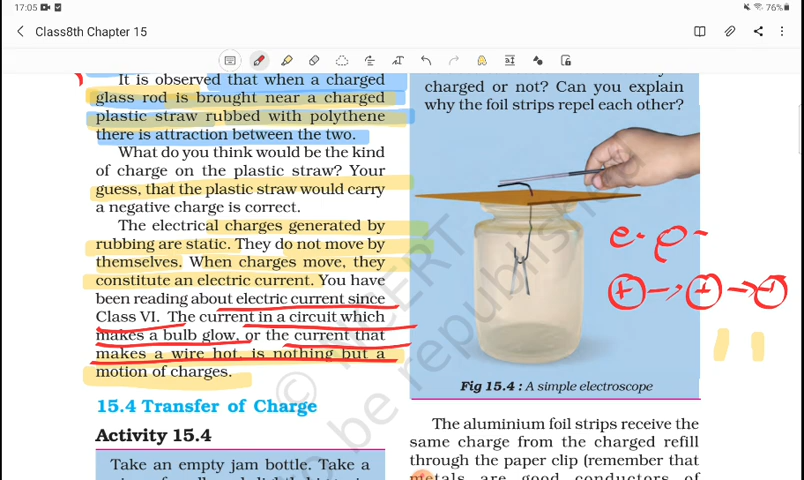 17:05
76%
Class8th Chapter 15
It is observed that when a charged
glass rod is brought near a charged
plastic straw rubbed with polythene
there is attraction between the two.
What do you think would be the kind
of charge on the plastic straw? Your
guess, that the plastic straw would carry
a negative charge is correct.
The electrical charges generated by
rubbing are static. They do not move by
themselves. When charges move, they
constitute an electric current. You have
been reading about electric current since
Class VI. The current in a circuit which
makes a bulb glow, or the current that
makes a wire hot, is nothing but a
motion of charges.
15.4 Transfer of Charge
Activity 15.4
Take an empty jam bottle. Take a
charged or not? Can you explain
why the foil strips repel each other?
Fig 15.4 : A simple electroscope
The aluminium foil strips receive the
same charge from the charged refill
through the paper clip (remember that
metals are good conductors of
© NCERT
be republis